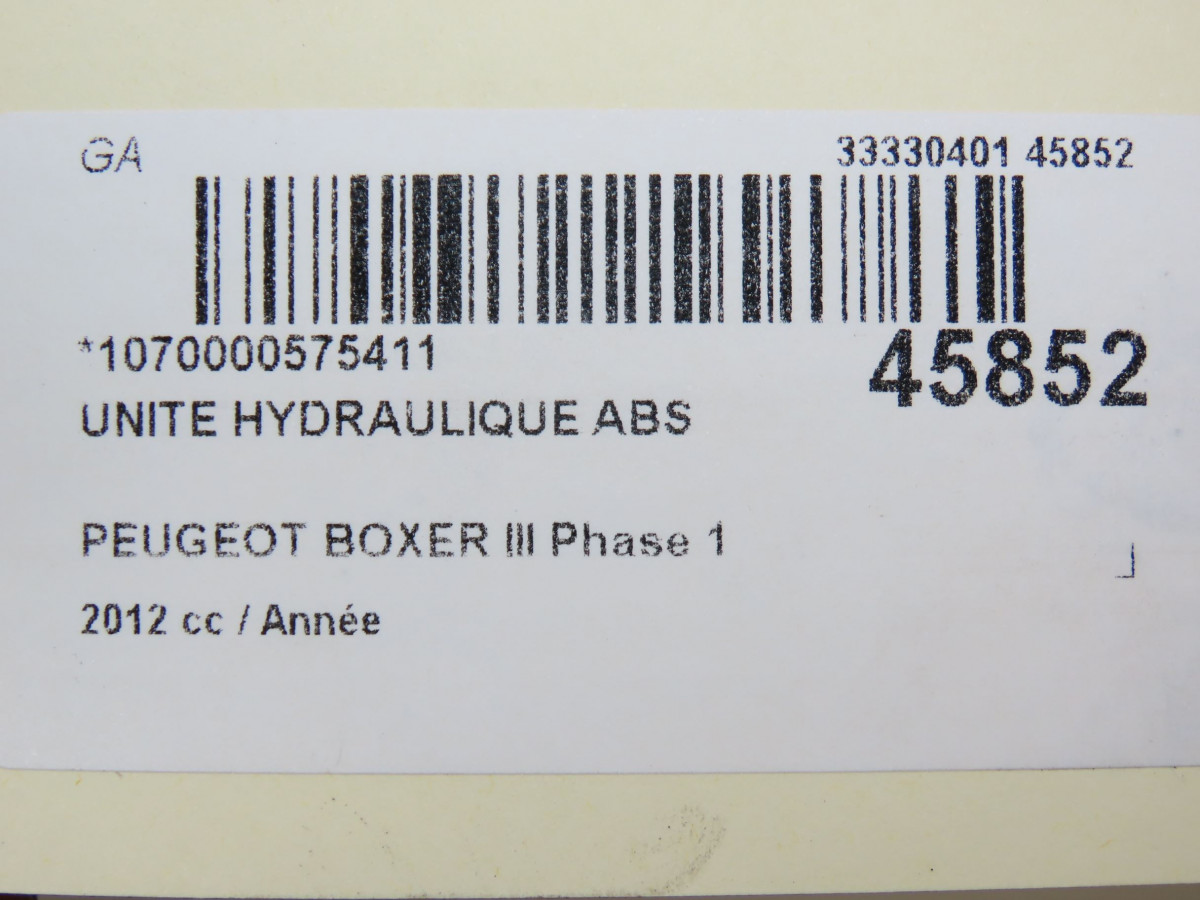 GA
33330401 45852
*1070000575411
45852
UNITE HYDRAULIQUE ABS
PEUGEOT BOXER III Phase 1
2012 cc / Année